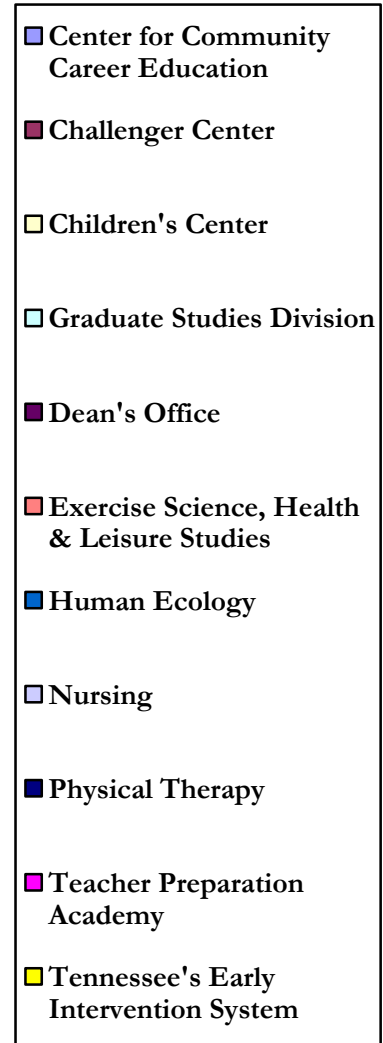 Center for Community
Career Education
Challenger Center
Children's Center
Graduate Studies Division
Dean's Office
Exercise Science, Health
& Leisure Studies
Human Ecology
Nursing
Physical Therapy
Teacher Preparation
Academy
Tennessee's Early
Intervention System